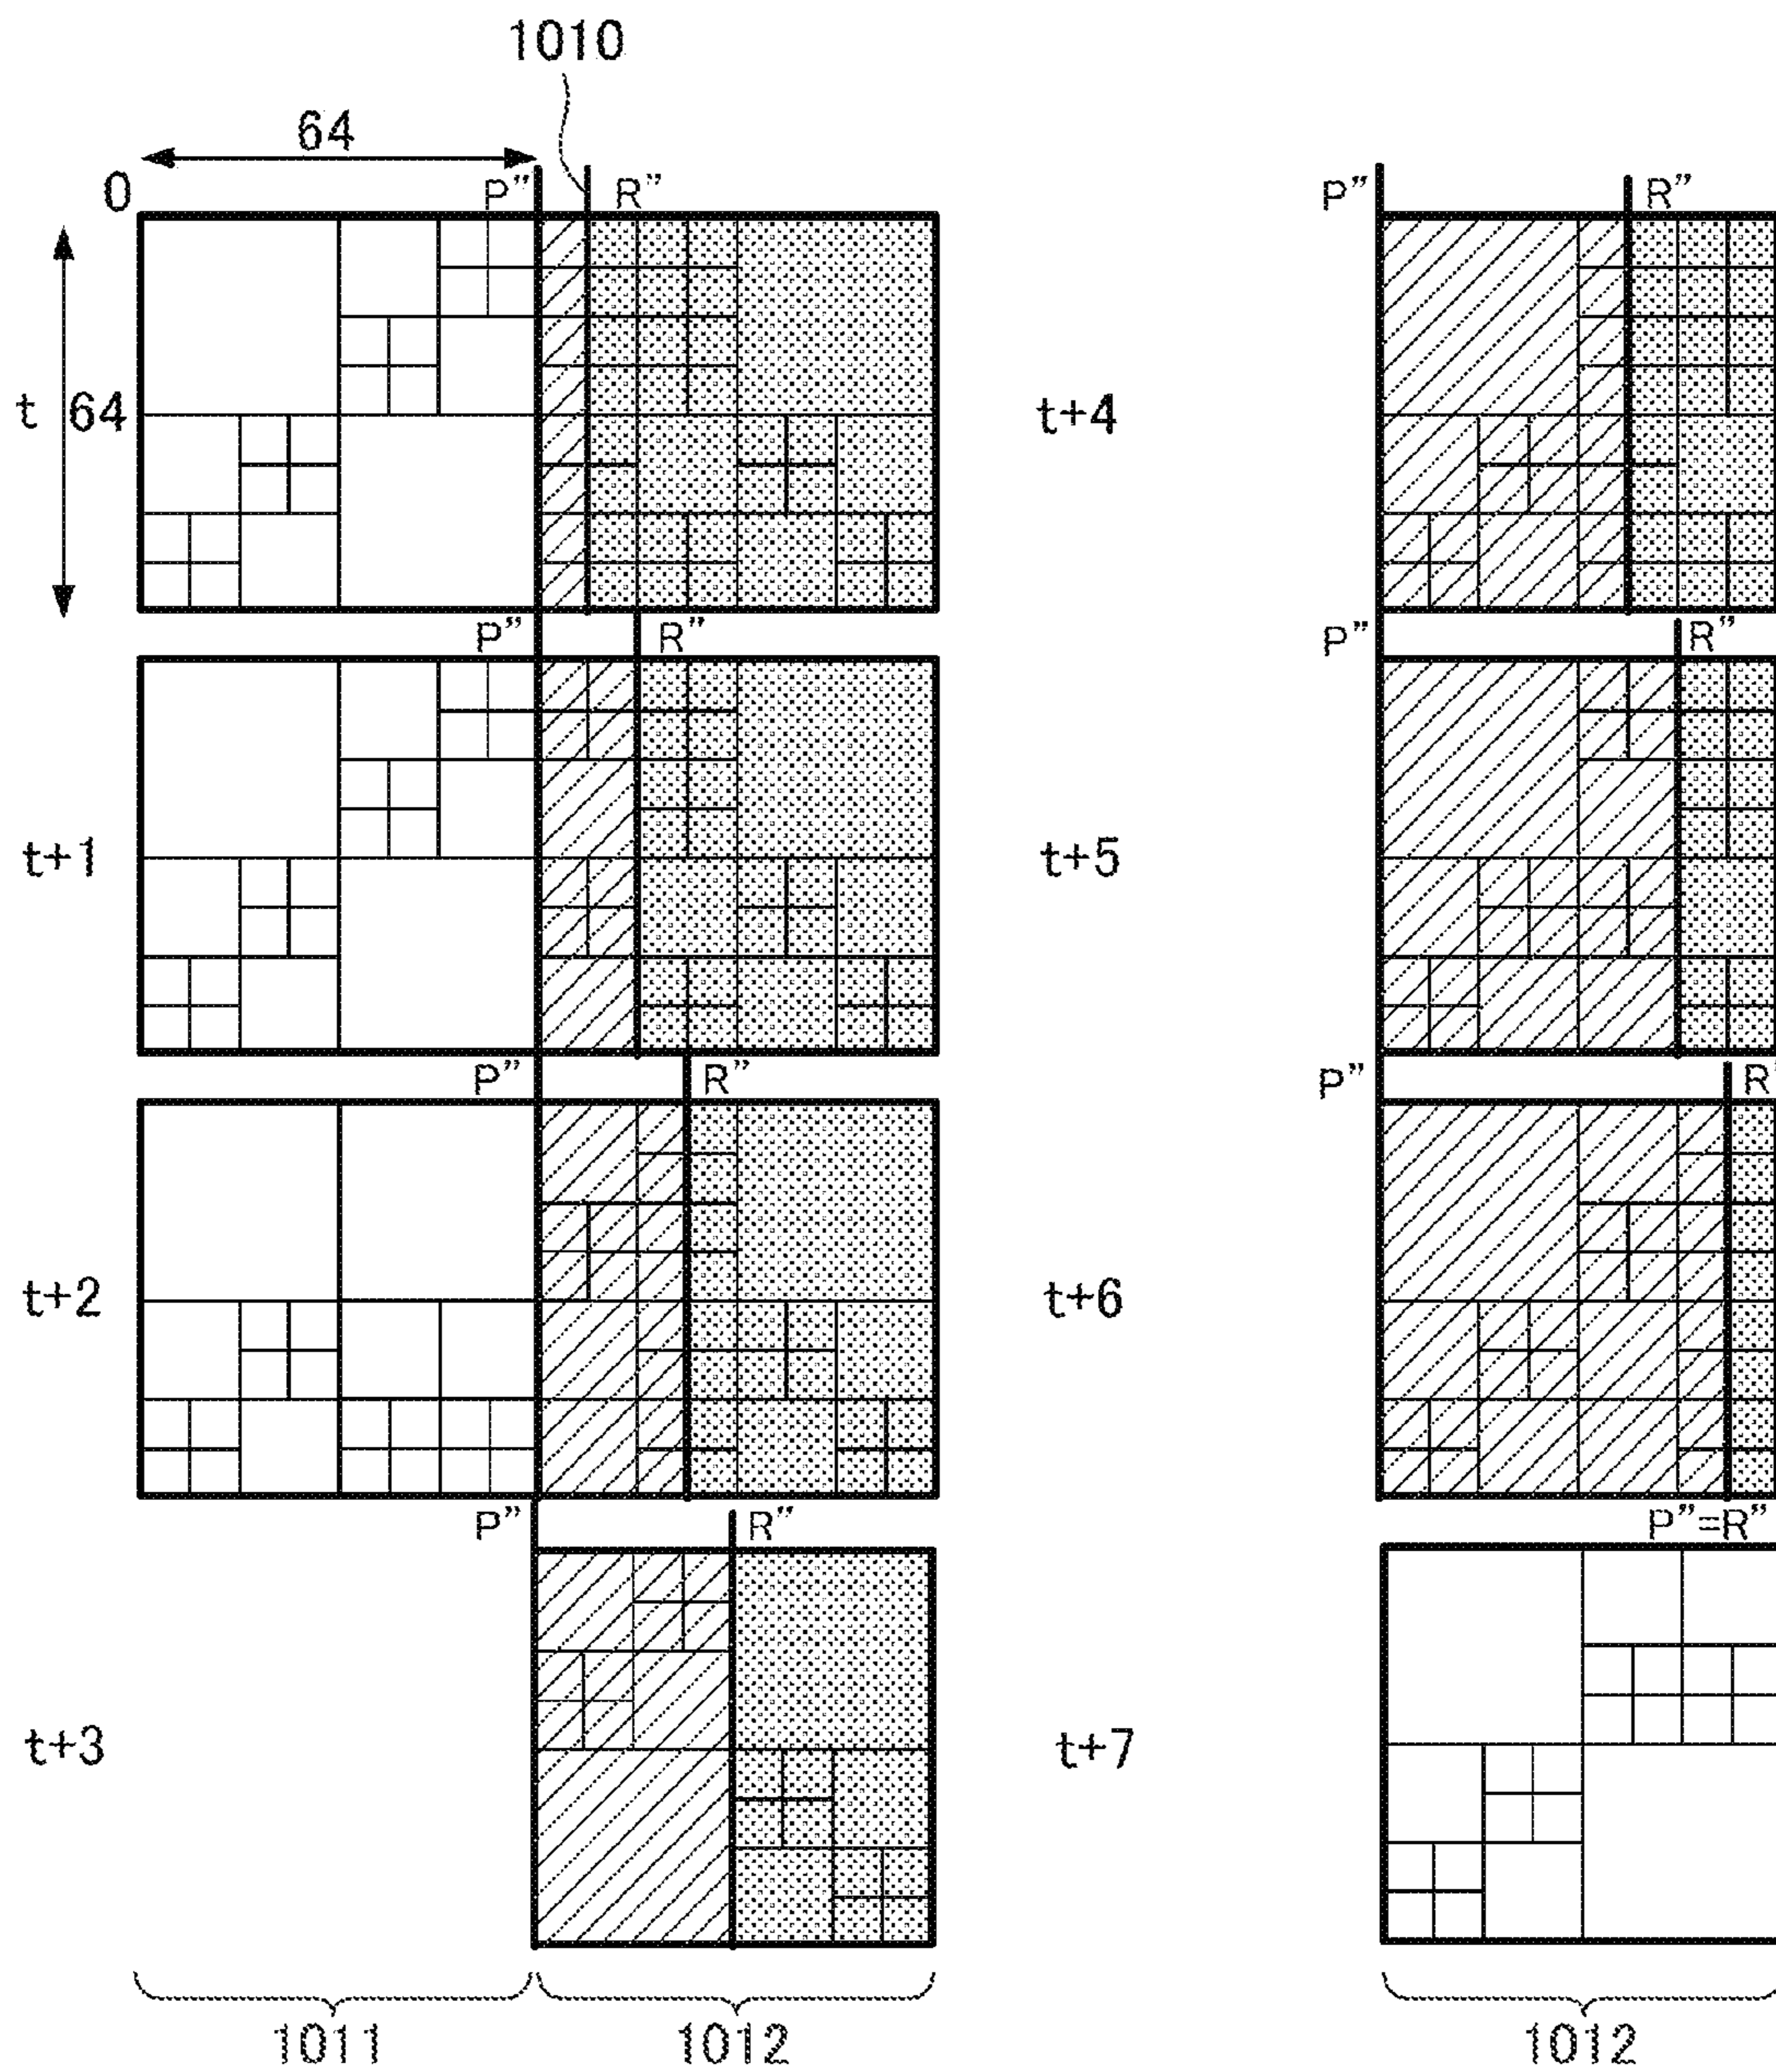 1010
64
0
P” R”
t 64
P” R”
t+1
P” R”
t+2
P” R”
t+3
1011 1012
P” R”
t+4
P” R”
t+5
P” R”
t+6
P”=R”
t+7
1012